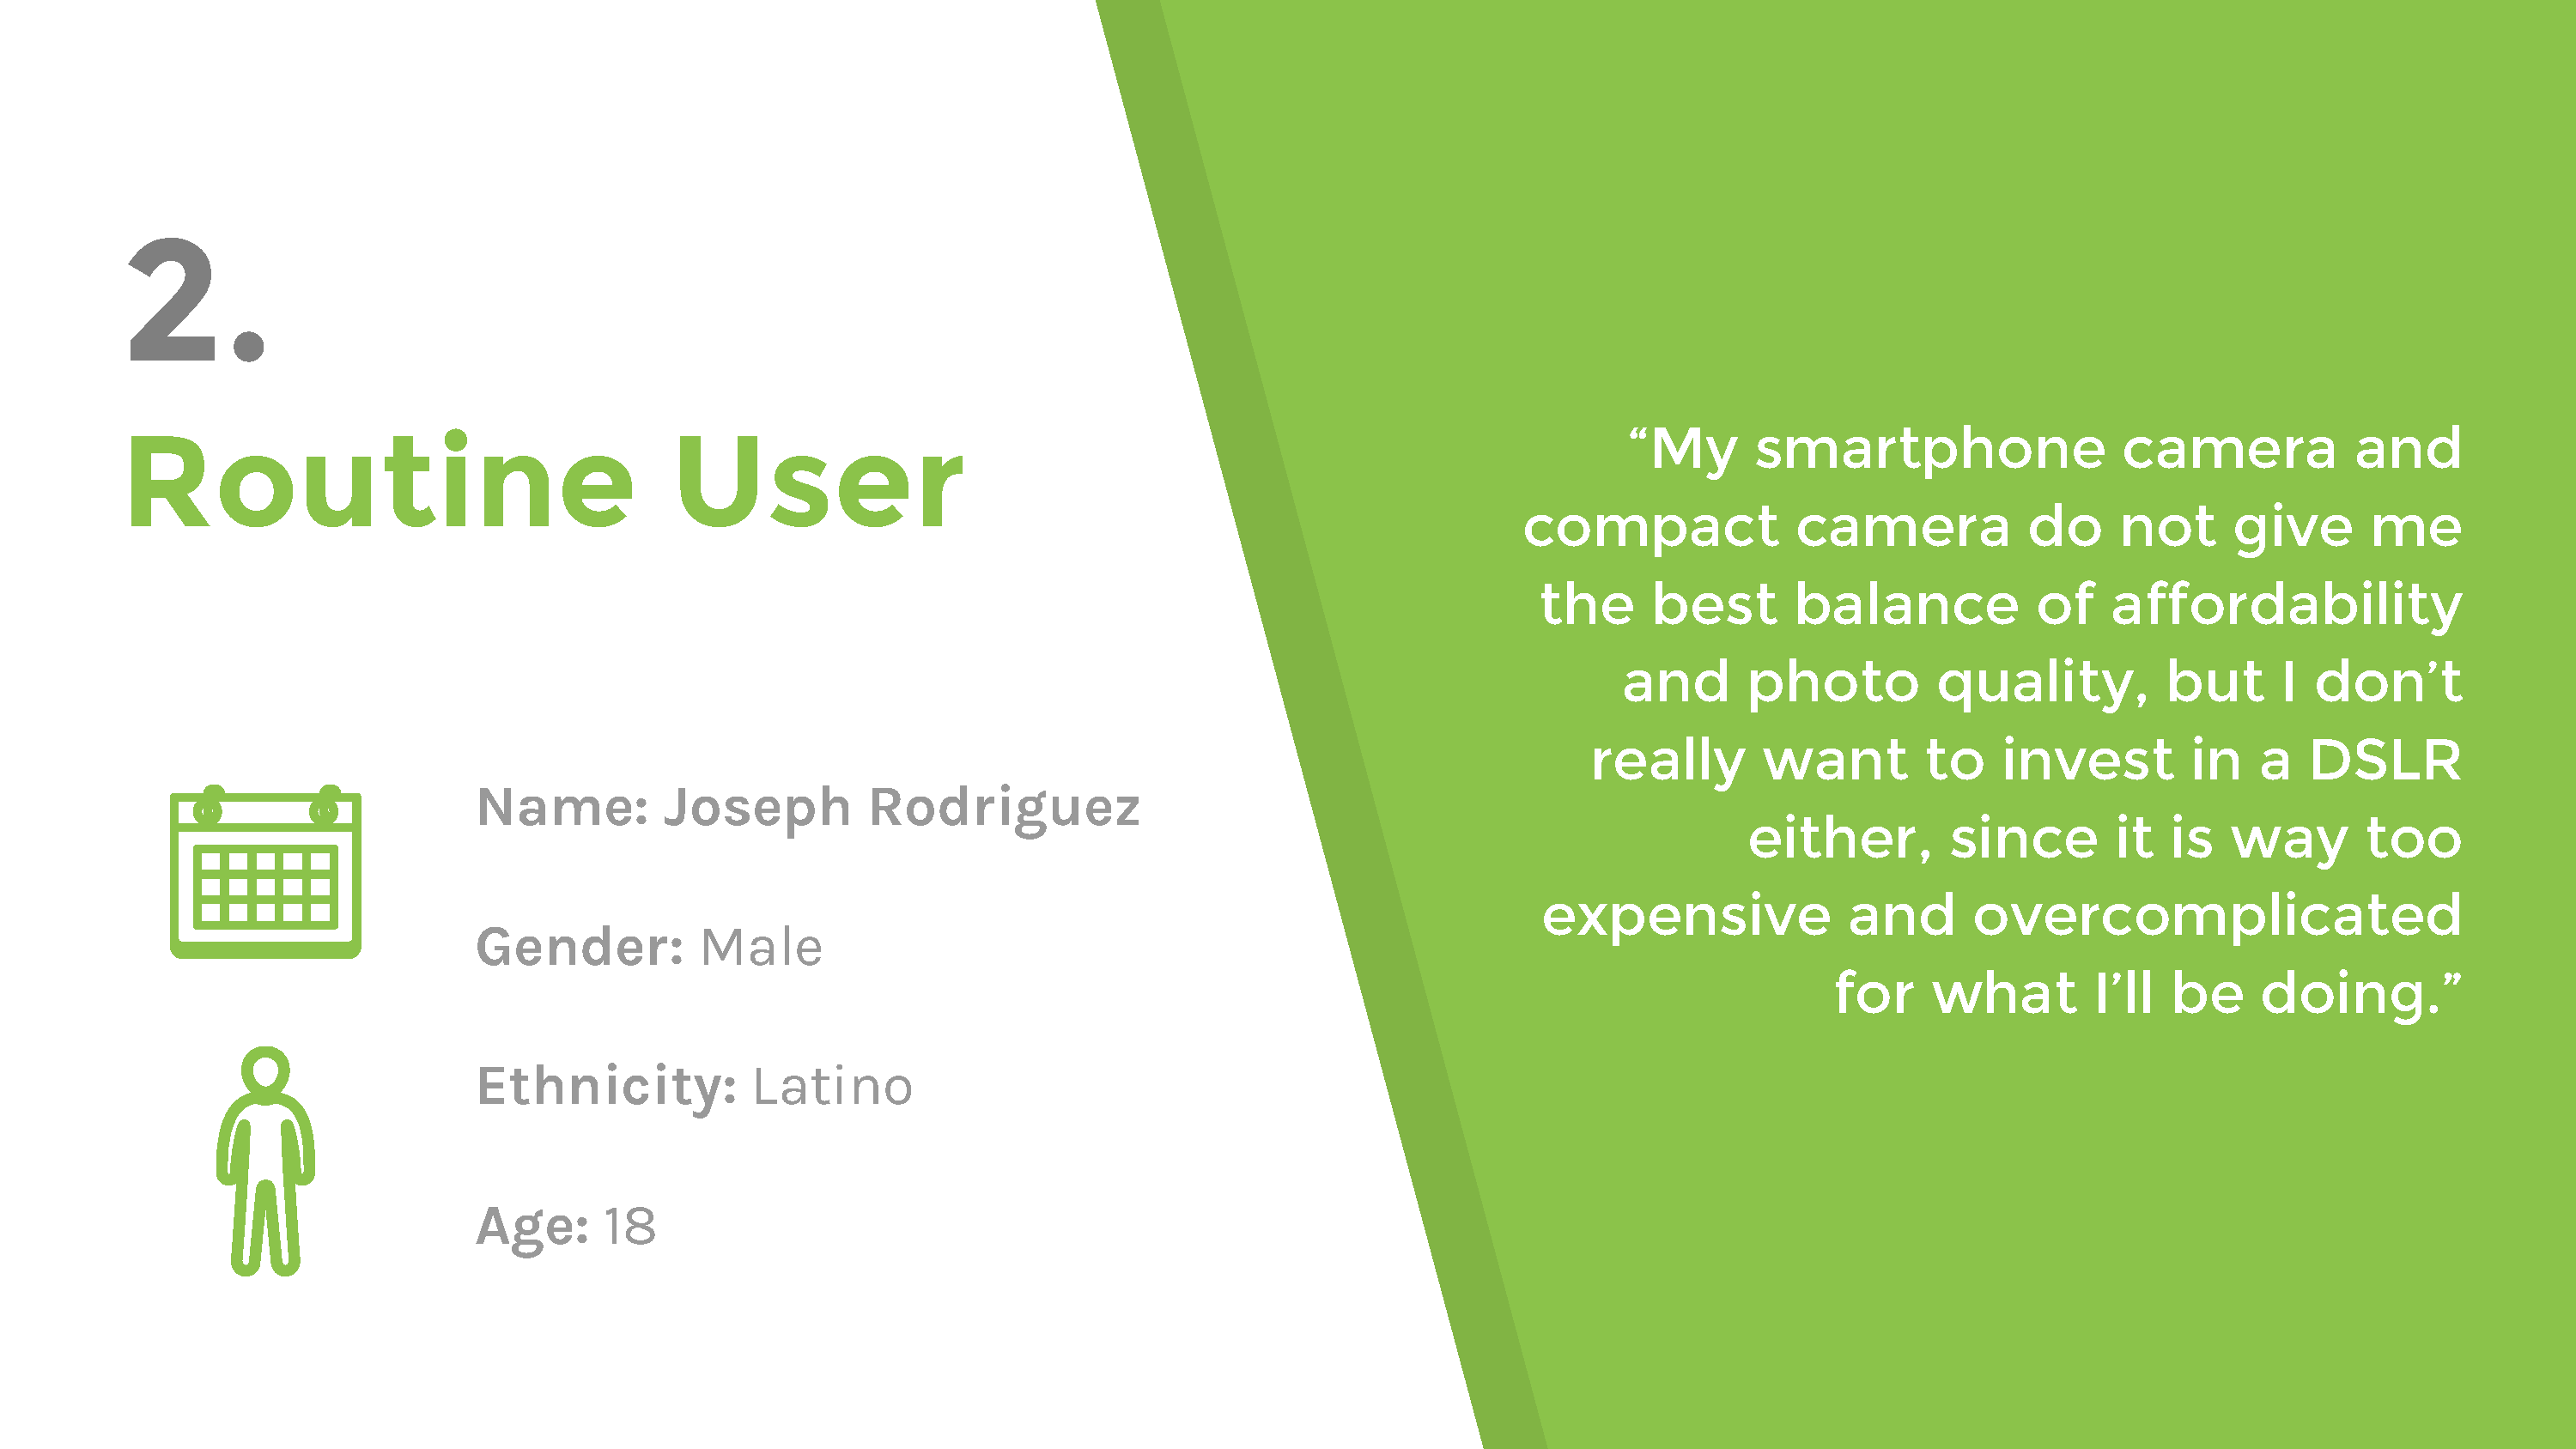 2.
Routine User
Name: Joseph Rodriguez
Gender: Male
Ethnicity: Latino
Age: 18
“My smartphone camera and
compact camera do not give me
the best balance of affordability
and photo quality, but I don’t
really want to invest in a DSLR
either, since it is way too
expensive and overcomplicated
for what I’ll be doing.”